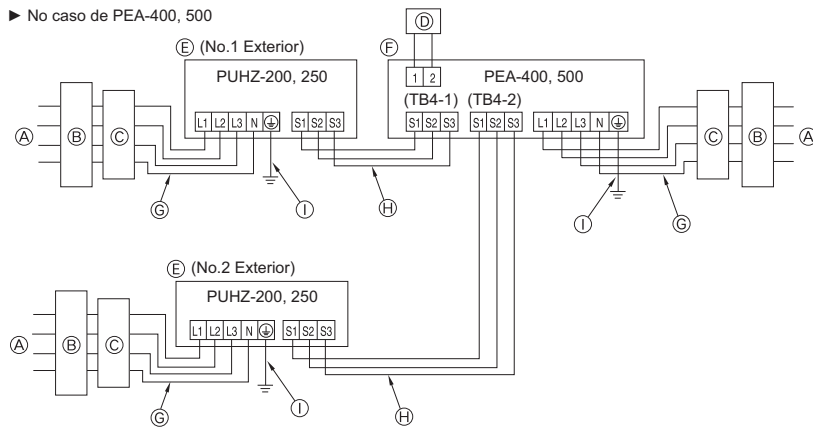 ► No caso de PEA-400, 500
Ⓓ
Ⓔ (No.1 Exterior)
Ⓕ
PUHZ-200, 250
1 2
PEA-400, 500
(TB4-1) (TB4-2)
Ⓐ Ⓑ Ⓒ
L1 L2 L3 N ⏚ S1 S2 S3
S1 S2 S3 S1 S2 S3 L1 L2 L3 N ⏚
Ⓒ Ⓑ Ⓐ
Ⓖ Ⓘ Ⓗ Ⓘ Ⓖ
Ⓔ (No.2 Exterior)
PUHZ-200, 250
L1 L2 L3 N ⏚ S1 S2 S3
Ⓐ Ⓑ Ⓒ
Ⓖ Ⓘ Ⓗ